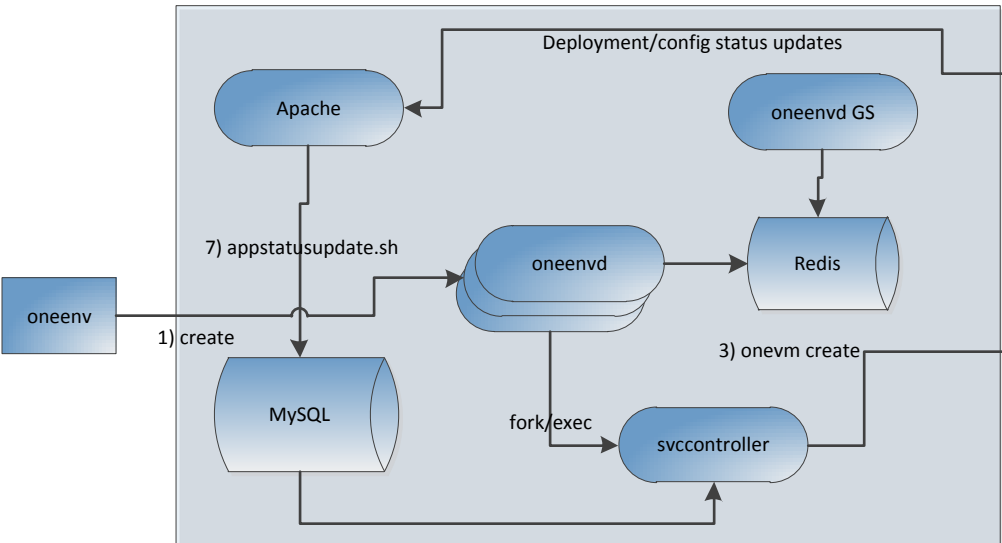 Deployment/config status updates
Apache
oneenvd GS
7) appstatusupdate.sh
oneenvd
Redis
oneenv
1) create
3) onevm create
MySQL
fork/exec
svccontroller